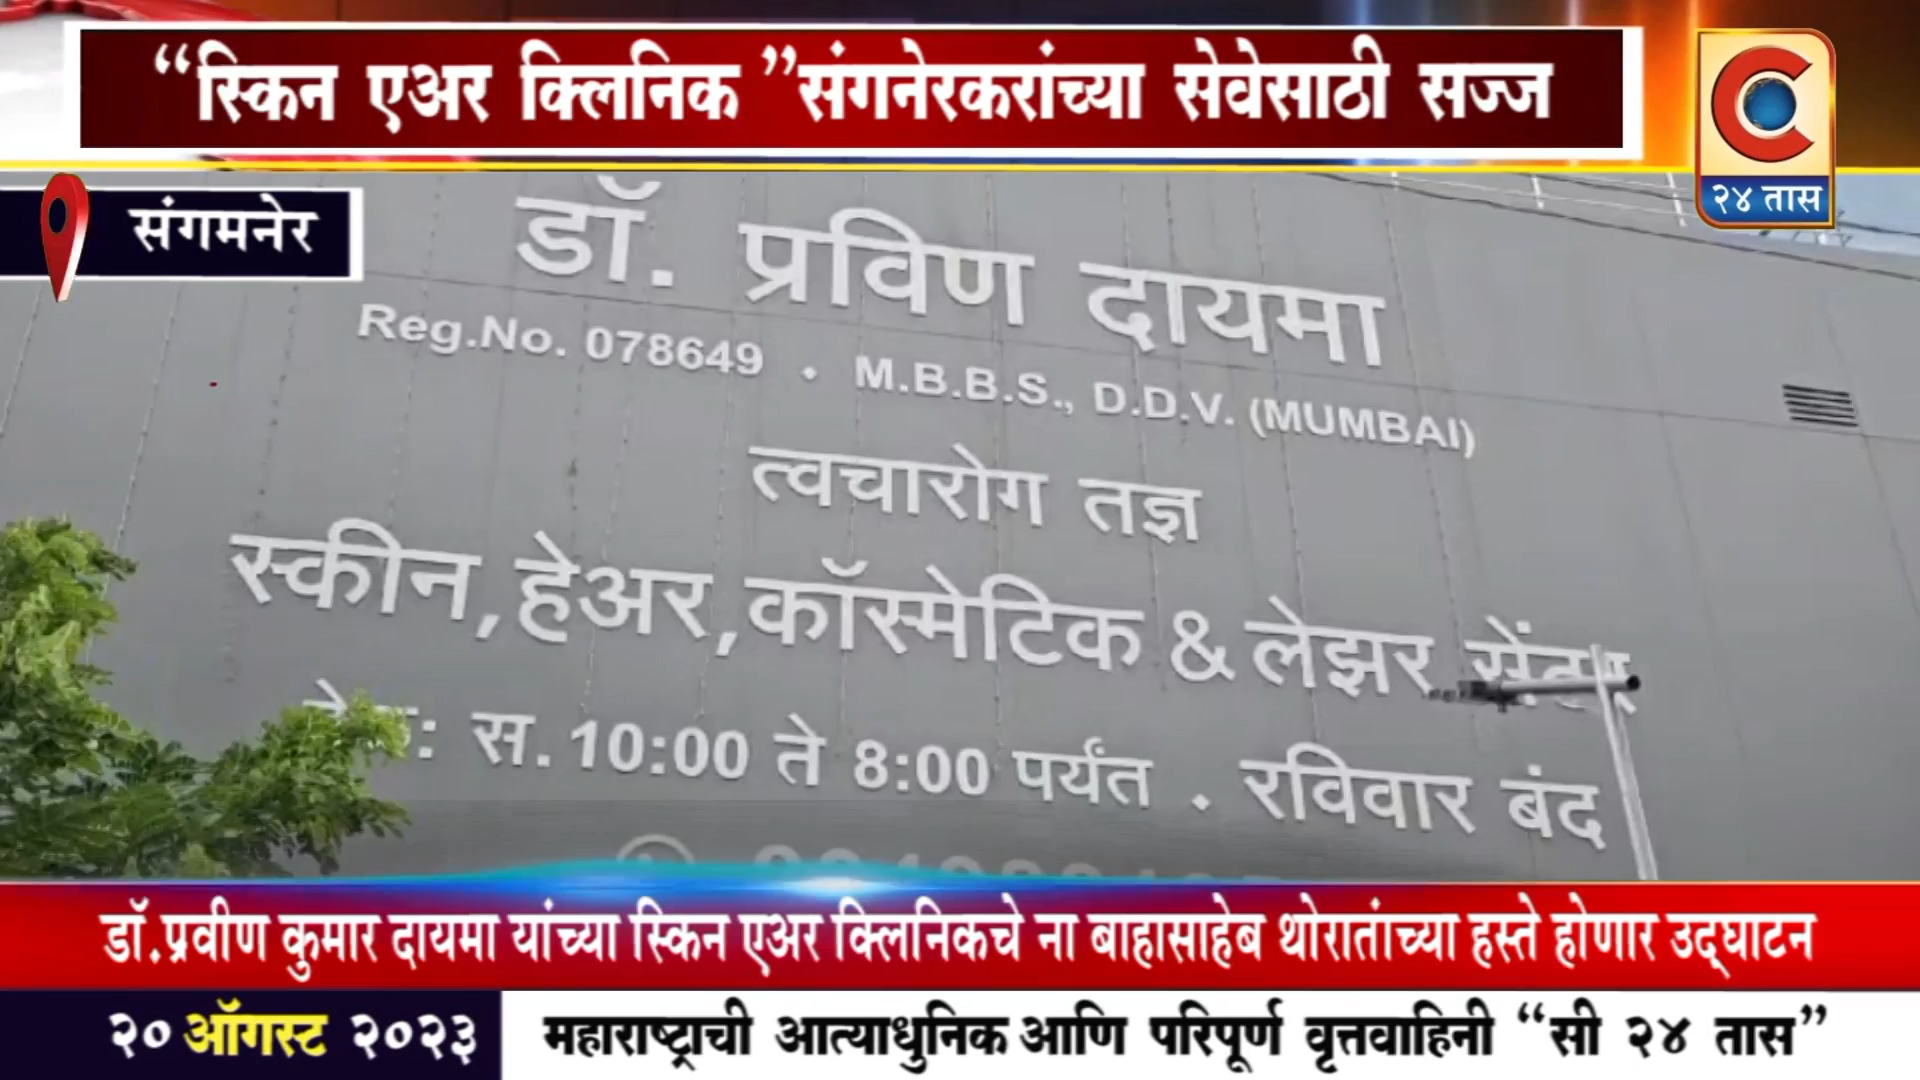 “स्किन एअर क्लिनिक ”संगनेरकरांच्या सेवेसाठी सज्ज
C
२४ तास
संगमनेर
डॉ. प्रविण दायमा
Reg.No. 078649 • M.B.B.S., D.D.V. (MUMBAI)
त्वचारोग तज्ञ
स्कीन,हेअर,कॉस्मेटिक & लेझर
स. 10:00 ते 8:00 पर्यंत • रविवार बंद
डॉ.प्रवीण कुमार दायमा यांच्या स्किन एअर क्लिनिकचे ना बाहासाहेब थोरातांच्या हस्ते होणार उद्घाटन
२० ऑगस्ट २०२३
महाराष्ट्राची आत्याधुनिक आणि परिपूर्ण वृत्तवाहिनी “सी २४ तास”